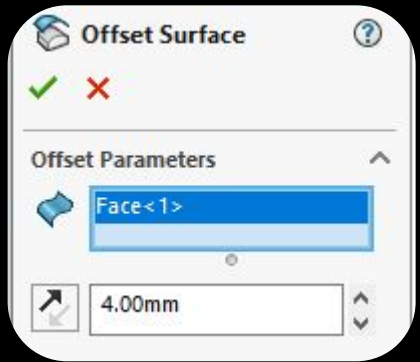 Offset Surface
Offset Parameters
Face<1>
4.00mm